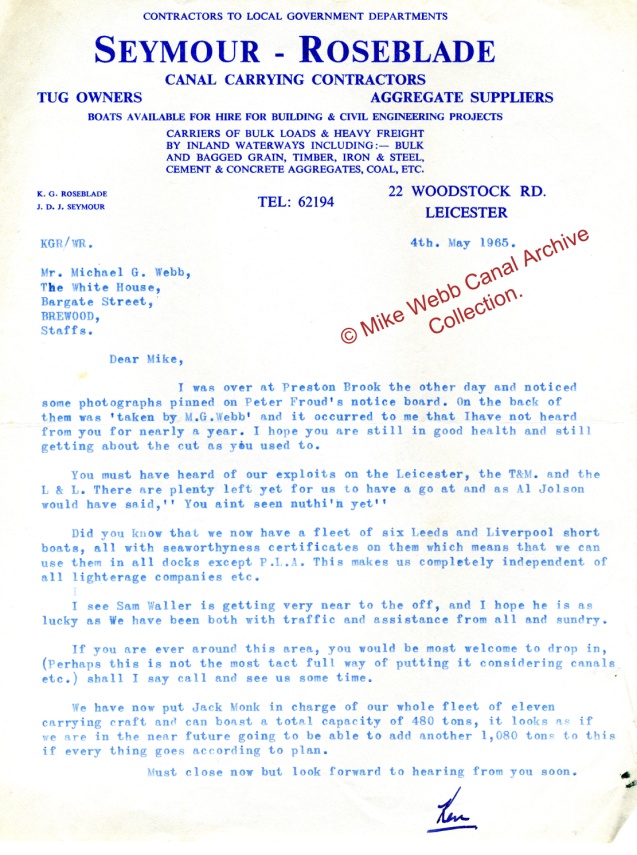 CONTRACTORS TO LOCAL GOVERNMENT DEPARTMENTS
SEYMOUR - ROSEBLADE
CANAL CARRYING CONTRACTORS
TUG OWNERS AGGREGATE SUPPLIERS
BOATS AVAILABLE FOR HIRE FOR BUILDING & CIVIL ENGINEERING PROJECTS
CARRIERS OF BULK LOADS & HEAVY FREIGHT
BY INLAND WATERWAYS INCLUDING:— BULK
AND BAGGED GRAIN, TIMBER, IRON & STEEL,
CEMENT & CONCRETE AGGREGATES, COAL, ETC.
K. G. ROSEBLADE
J. D. J. SEYMOUR
TEL: 62194
22 WOODSTOCK RD.
LEICESTER
KGR/WR. 4th. May 1965.
© Mike Webb Canal Archive
Collection.
Mr. Michael G. Webb,
The White House,
Bargate Street,
BREWOOD,
Staffs.
Dear Mike,
I was over at Preston Brook the other day and noticed
some photographs pinned on Peter Froud's notice board. On the back
of them was 'taken by M.G.Webb' and it occurred to me that Ihave not heard
from you for nearly a year. I hope you are still in good health and still
getting about the cut as you used to.
You must have heard of our exploits on the Leicester, the T&M. and the
L & L. There are plenty left yet for us to have a go at and as Al Jolson
would have said,'' You aint seen nuthi'n yet''
Did you know that we now have a fleet of six Leeds and Liverpool short
boats, all with seaworthyness certificates on them which means that we can
use them in all docks except P.L.A. This makes us completely independent of
all lighterage companies etc.
I see Sam Waller is getting very near to the off, and I hope he is as
lucky as We have been both with traffic and assistance from all and sundry.
If you are ever around this area, you would be most welcome to drop in,
(Perhaps this is not the most tact full way of putting it considering canals
etc.) shall I say call and see us some time.
We have now put Jack Monk in charge of our whole fleet of eleven
carrying craft and can boast a total capacity of 480 tons, it looks as if
we are in the near future going to be able to add another 1,080 tons to this
if every thing goes according to plan.
Must close now but look forward to hearing from you soon.
Ken